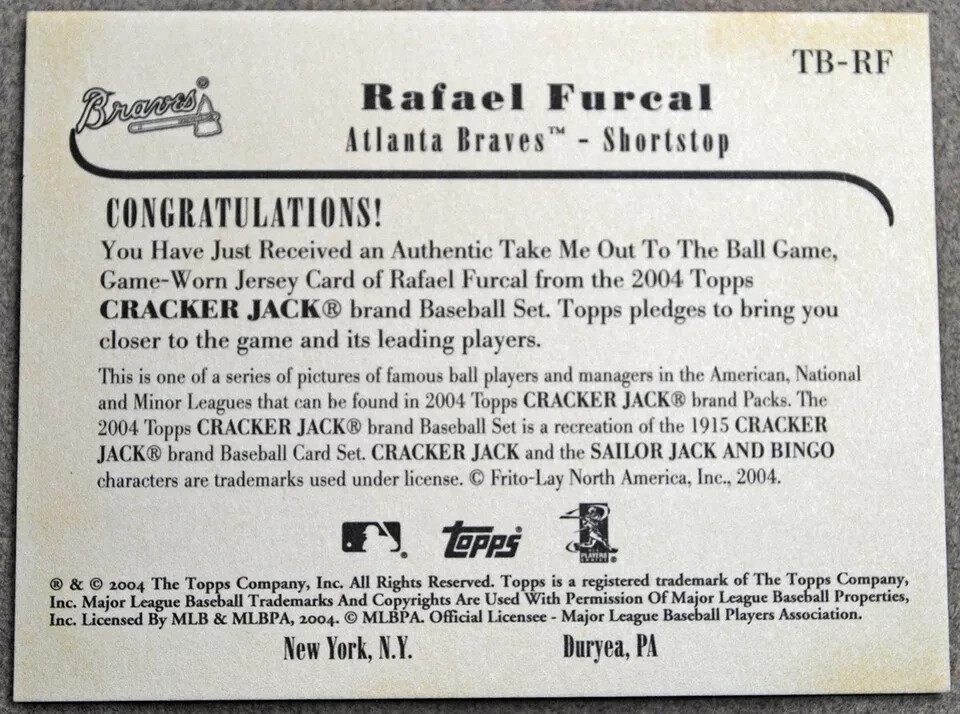 TB-RF
Braves®
Rafael Furcal
Atlanta Braves™ - Shortstop
CONGRATULATIONS!
You Have Just Received an Authentic Take Me Out To The Ball Game,
Game-Worn Jersey Card of Rafael Furcal from the 2004 Topps
CRACKER JACK® brand Baseball Set. Topps pledges to bring you
closer to the game and its leading players.
This is one of a series of pictures of famous ball players and managers in the American, National
and Minor Leagues that can be found in 2004 Topps CRACKER JACK® brand Packs. The
2004 Topps CRACKER JACK® brand Baseball Set is a recreation of the 1915 CRACKER
JACK® brand Baseball Card Set. CRACKER JACK and the SAILOR JACK AND BINGO
characters are trademarks used under license. © Frito-Lay North America, Inc., 2004.
Topps®
PLAYERS
® & © 2004 The Topps Company, Inc. All Rights Reserved. Topps is a registered trademark of The Topps Company,
Inc. Major League Baseball Trademarks And Copyrights Are Used With Permission Of Major League Baseball Properties,
Inc. Licensed By MLB & MLBPA, 2004. © MLBPA. Official Licensee - Major League Baseball Players Association.
New York, N.Y. Duryea, PA